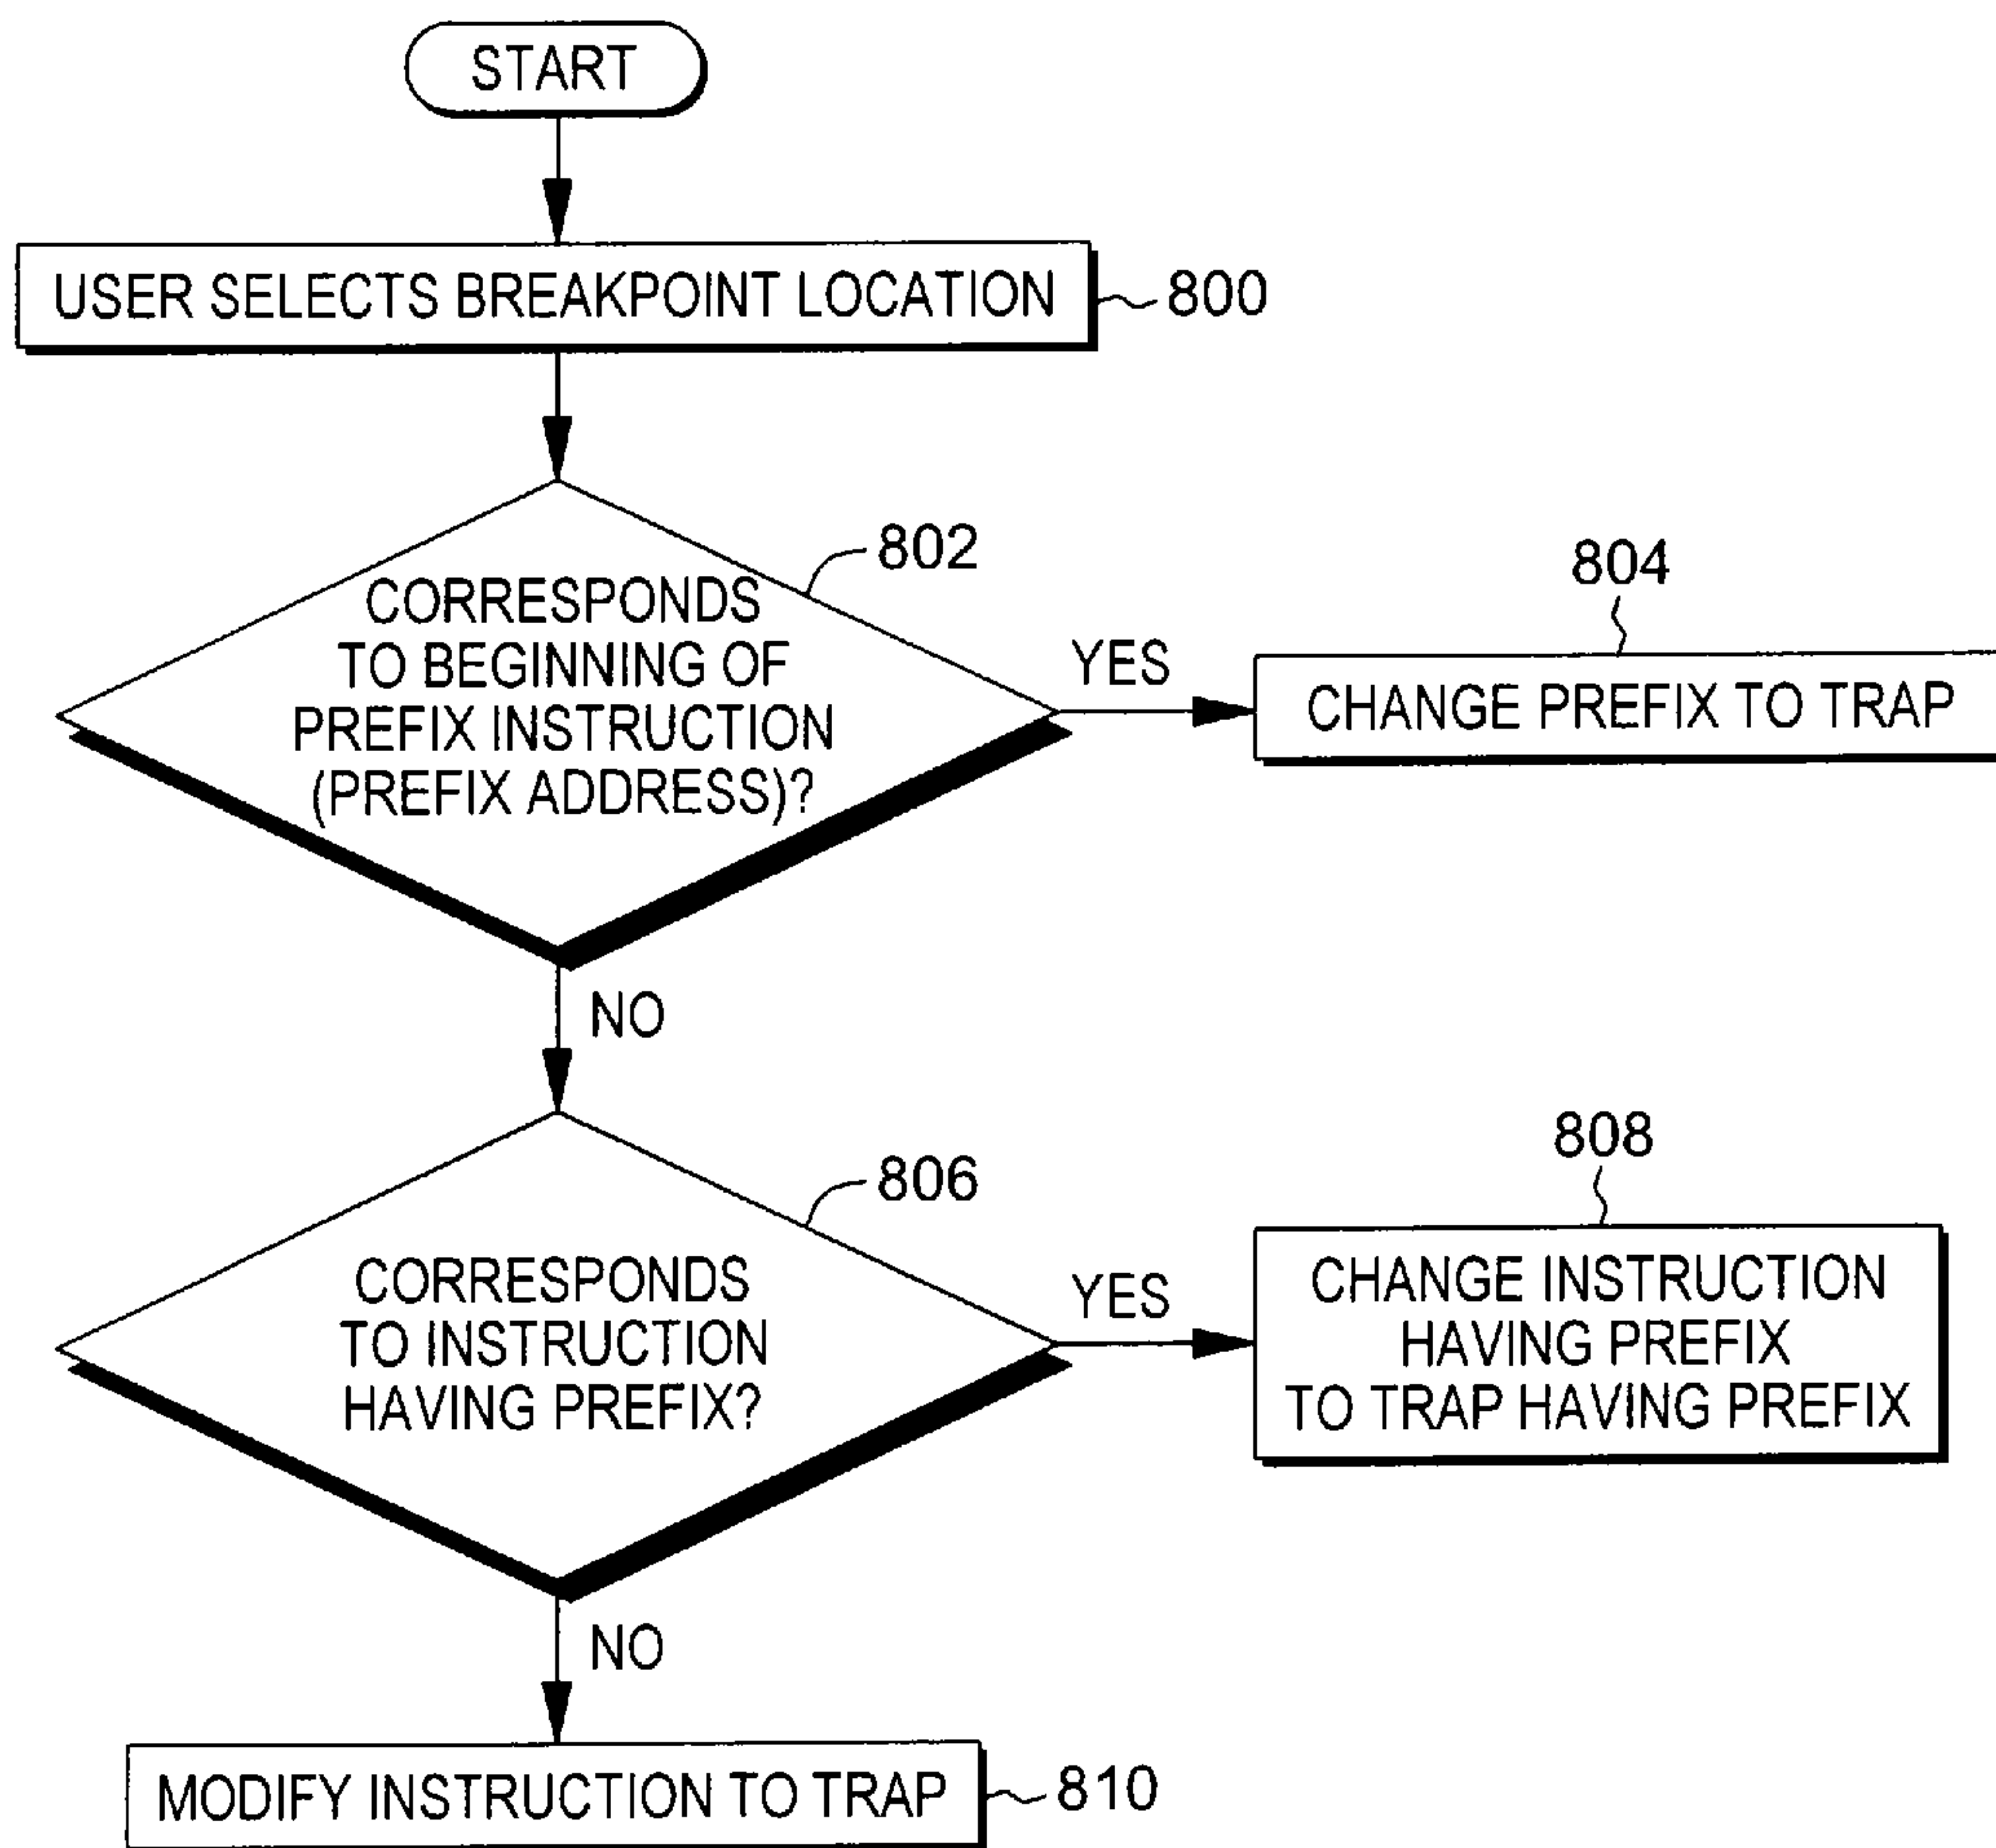 START
USER SELECTS BREAKPOINT LOCATION
800
802
CORRESPONDS
TO BEGINNING OF
PREFIX INSTRUCTION
(PREFIX ADDRESS)?
YES
804
CHANGE PREFIX TO TRAP
NO
806
CORRESPONDS
TO INSTRUCTION
HAVING PREFIX?
YES
808
CHANGE INSTRUCTION
HAVING PREFIX
TO TRAP HAVING PREFIX
NO
MODIFY INSTRUCTION TO TRAP
810